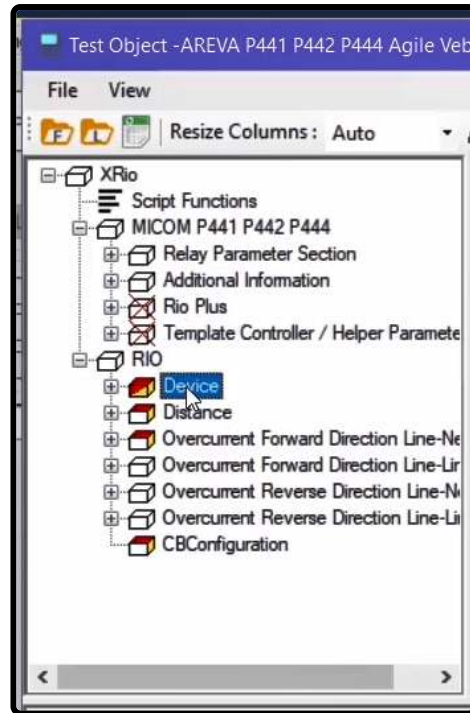 Test Object -AREVA P441 P442 P444 Agile Veb
File View
Resize Columns: Auto
XRio
Script Functions
MICOM P441 P442 P444
Relay Parameter Section
Additional Information
Rio Plus
Template Controller / Helper Paramete
RIO
Device
Distance
Overcurrent Forward Direction Line-Ne
Overcurrent Forward Direction Line-Lin
Overcurrent Reverse Direction Line-Ne
Overcurrent Reverse Direction Line-Lin
CBConfiguration